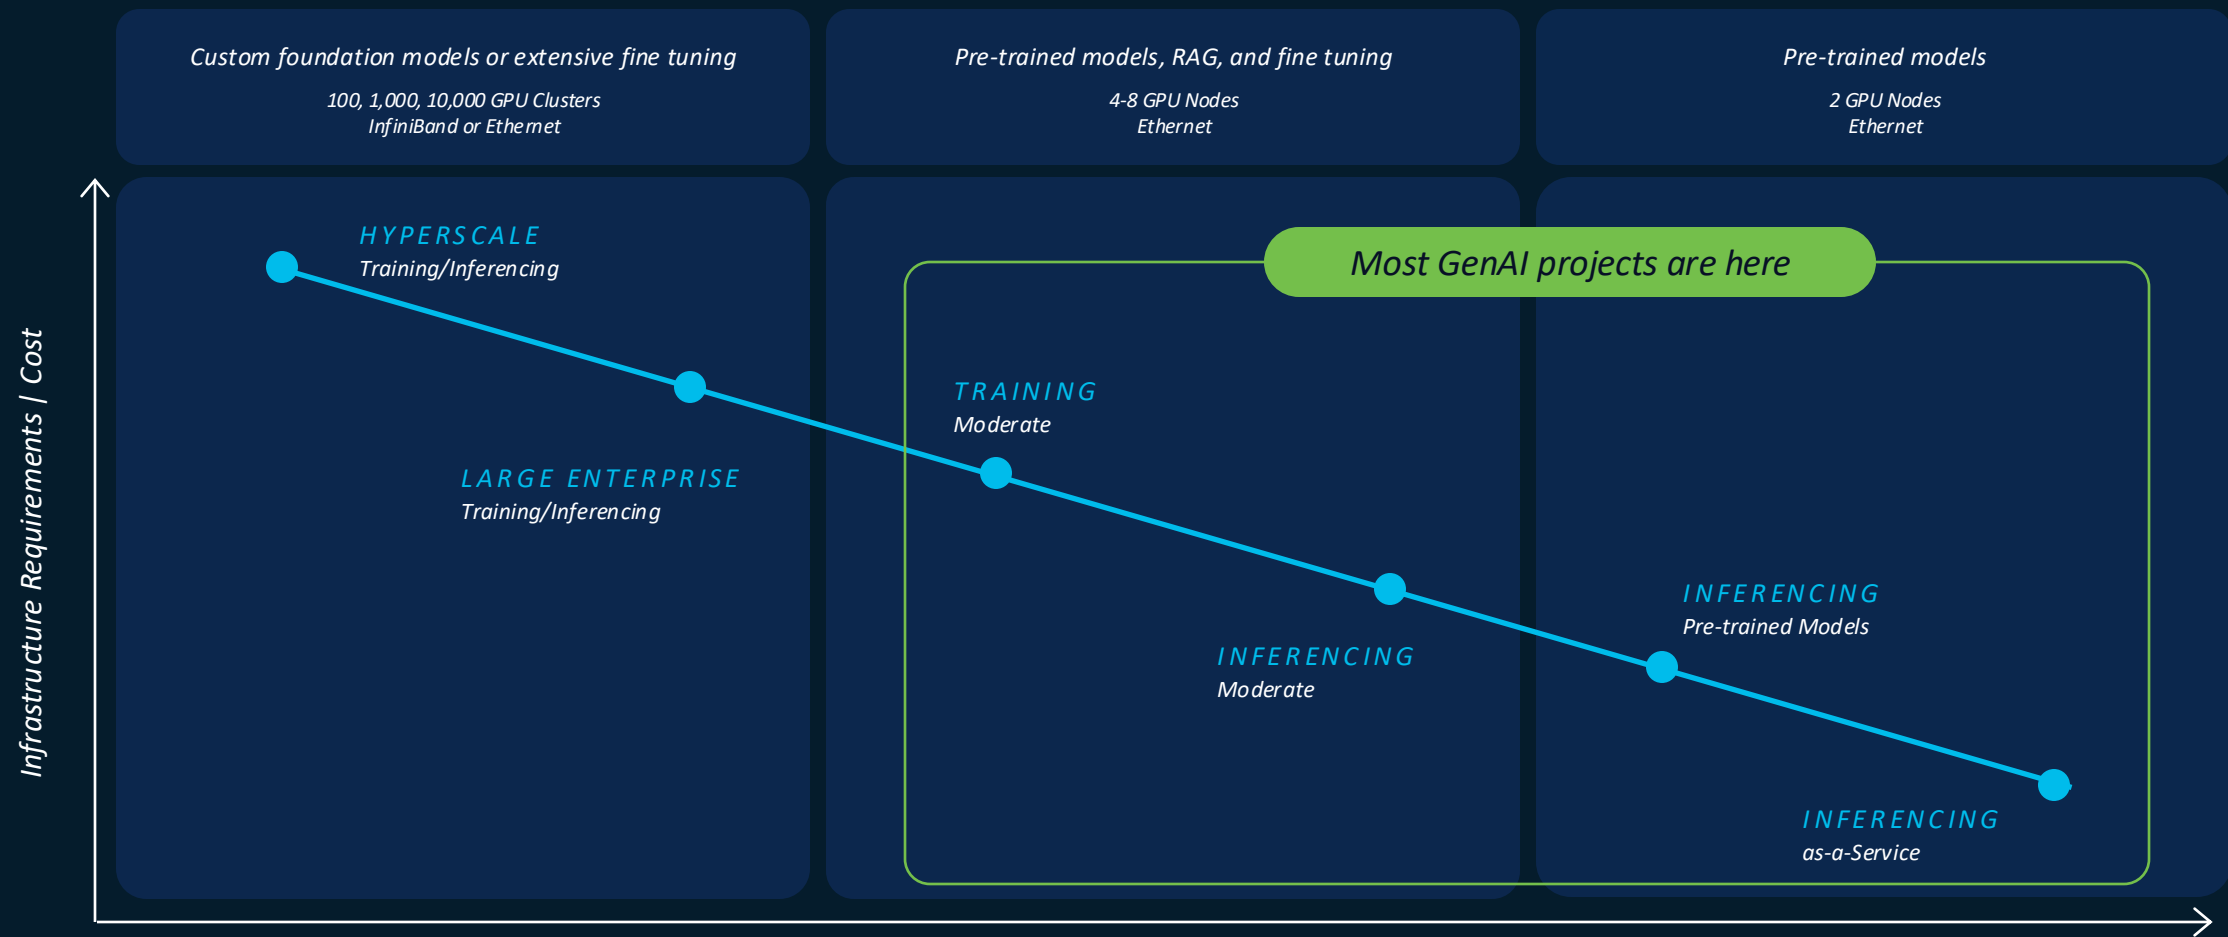 Custom foundation models or extensive fine tuning
100, 1,000, 10,000 GPU Clusters
InfiniBand or Ethernet
Pre-trained models, RAG, and fine tuning
4-8 GPU Nodes
Ethernet
Pre-trained models
2 GPU Nodes
Ethernet
Infrastructure Requirements | Cost
HYPERSCALE
Training/Inferencing
LARGE ENTERPRISE
Training/Inferencing
Most GenAI projects are here
TRAINING
Moderate
INFERENCING
Moderate
INFERENCING
Pre-trained Models
INFERENCING
as-a-Service